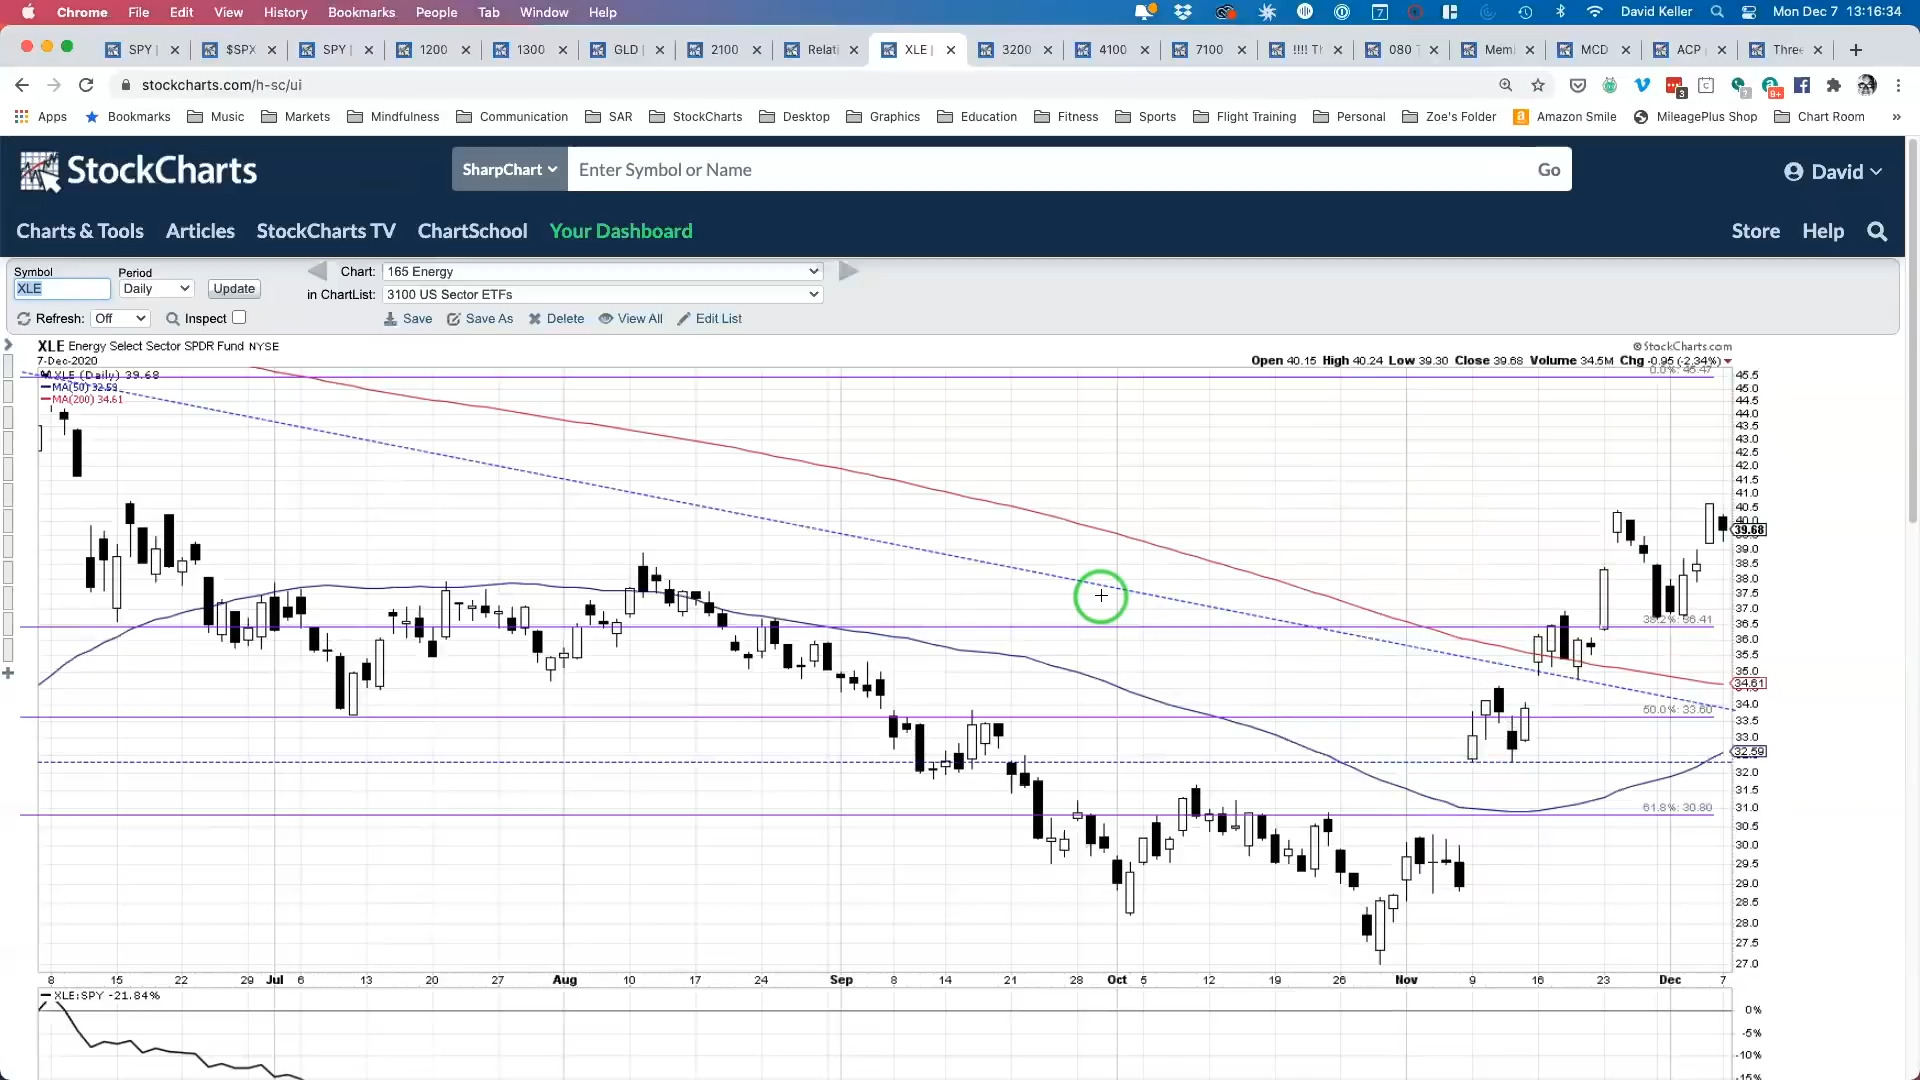 Chrome File Edit View History Bookmarks People Tab Window Help David Keller Mon Dec 7 13:16:34
SPY | $SPX SPY | 1200 1300 GLD | 2100 Relati XLE | 3200 4100 7100 !!!! Th 080 T Mem MCD ACP Three
stockcharts.com/h-sc/ui
Apps Bookmarks Music Markets Mindfulness Communication SAR StockCharts Desktop Graphics Education Fitness Sports Flight Training Personal Zoe's Folder Amazon Smile MileagePlus Shop Chart Room »
StockCharts SharpChart Enter Symbol or Name Go David
Charts & Tools Articles StockCharts TV ChartSchool Your Dashboard Store Help
Symbol Period Chart: 165 Energy
XLE Daily Update in ChartList: 3100 US Sector ETFs
Refresh: Off Inspect Save Save As Delete View All Edit List
XLE Energy Select Sector SPDR Fund NYSE © StockCharts.com
7-Dec-2020 Open 40.15 High 40.24 Low 39.30 Close 39.68 Volume 34.5M Chg -0.95 (-2.34%)
XLE (Daily) 39.68
MA(50) 32.59
MA(200) 34.61
0.0%: 45.47
45.5
45.0
44.5
44.0
43.5
43.0
42.5
42.0
41.5
41.0
40.5
40.0
39.68
39.0
38.5
38.0
37.5
37.0
38.2%: 36.41
36.5
36.0
35.5
35.0
34.61
34.0
50.0%: 33.60
33.5
33.0
32.59
32.0
31.5
61.8%: 30.80
31.0
30.5
30.0
29.5
29.0
28.5
28.0
27.5
27.0
8 15 22 29 Jul 6 13 20 27 Aug 10 17 24 Sep 8 14 21 28 Oct 5 12 19 26 Nov 9 16 23 Dec 7
XLE:SPY -21.84%
0%
-5%
-10%
-15%